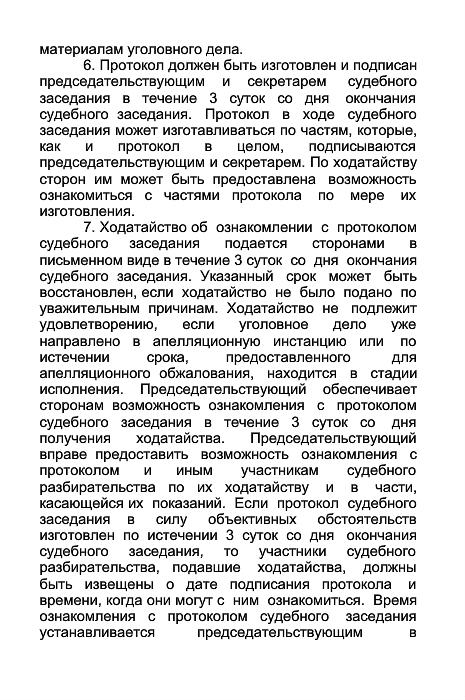 материалам уголовного дела.
6. Протокол должен быть изготовлен и подписан
председательствующим и секретарем судебного
заседания в течение 3 суток со дня окончания
судебного заседания. Протокол в ходе судебного
заседания может изготавливаться по частям, которые,
как и протокол в целом, подписываются
председательствующим и секретарем. По ходатайству
сторон им может быть предоставлена возможность
ознакомиться с частями протокола по мере их
изготовления.
7. Ходатайство об ознакомлении с протоколом
судебного заседания подается сторонами в
письменном виде в течение 3 суток со дня окончания
судебного заседания. Указанный срок может быть
восстановлен, если ходатайство не было подано по
уважительным причинам. Ходатайство не подлежит
удовлетворению, если уголовное дело уже
направлено в апелляционную инстанцию или по
истечении срока, предоставленного для
апелляционного обжалования, находится в стадии
исполнения. Председательствующий обеспечивает
сторонам возможность ознакомления с протоколом
судебного заседания в течение 3 суток со дня
получения ходатайства. Председательствующий
вправе предоставить возможность ознакомления с
протоколом и иным участникам судебного
разбирательства по их ходатайству и в части,
касающейся их показаний. Если протокол судебного
заседания в силу объективных обстоятельств
изготовлен по истечении 3 суток со дня окончания
судебного заседания, то участники судебного
разбирательства, подавшие ходатайства, должны
быть извещены о дате подписания протокола и
времени, когда они могут с ним ознакомиться. Время
ознакомления с протоколом судебного заседания
устанавливается председательствующим в